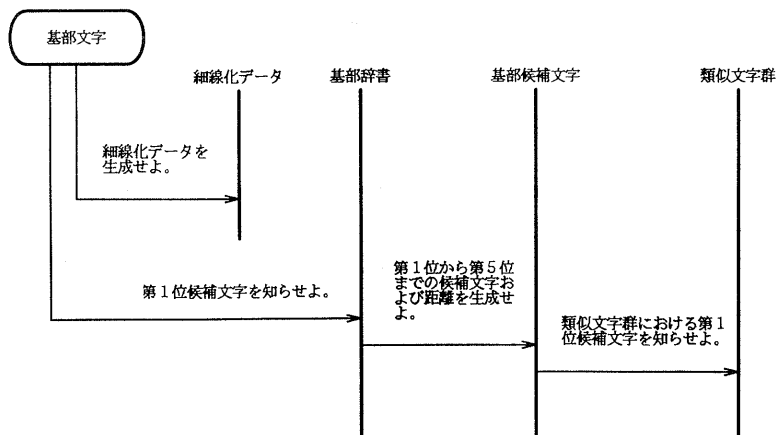 基部文字
細線化データ
基部辞書
基部候補文字
類似文字群
細線化データを
生成せよ。
第1位候補文字を知らせよ。
第1位から第5位
までの候補文字お
よび距離を生成せ
よ。
類似文字群における第1
位候補文字を知らせよ。